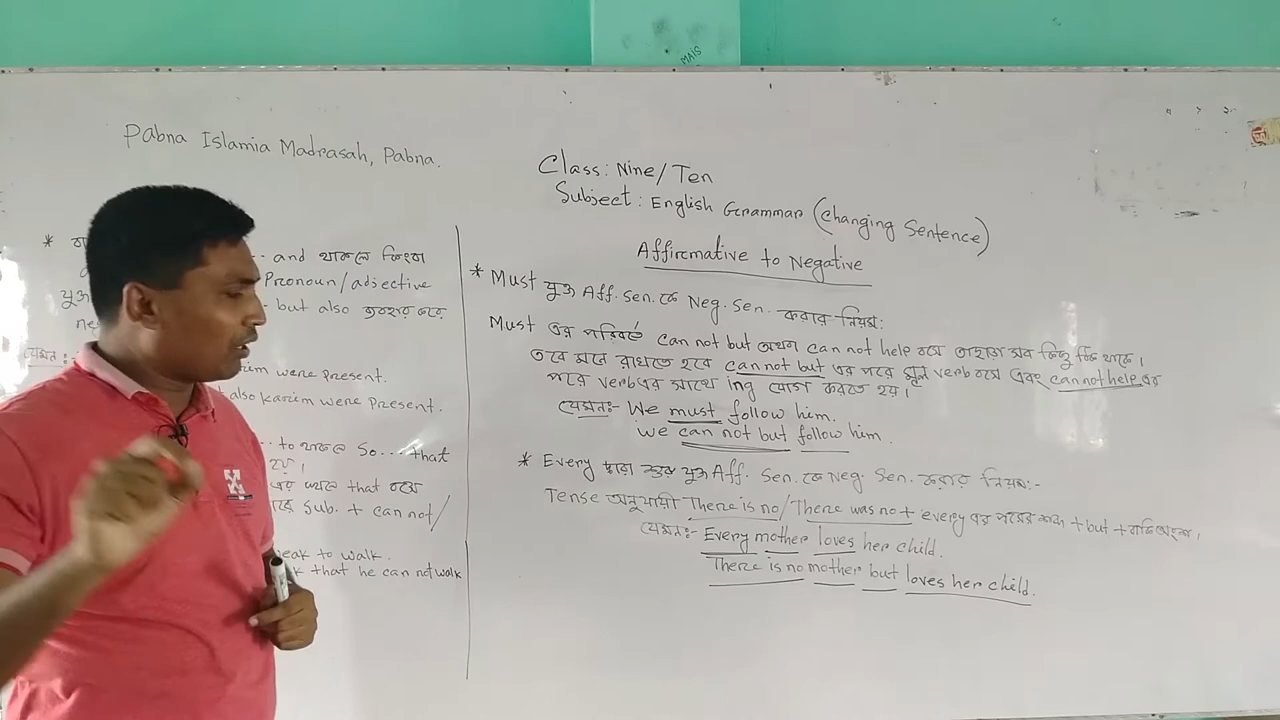 MAIS
Pabna Islamia Madrasah, Pabna.
Class: Nine/Ten
Subject: English Grammar (Changing Sentence)
Affirmative to Negative
* Must যুক্ত Aff. Sen. কে Neg. Sen. করার নিয়ম:
Must এর পরিবর্তে can not but অথবা can not help বসে তাছাড়া সব কিছু ঠিক থাকে।
তবে মনে রাখতে হবে can not but এর পরে মূল verb বসে এবং can not help এর
পরে verb এর সাথে ing যোগ করতে হয়।
যেমন:- We must follow him.
We can not but follow him.
* Every দ্বারা শুরু যুক্ত Aff. Sen. কে Neg. Sen. করার নিয়ম:-
Tense অনুযায়ী There is no/There was no + every এর পরের শব্দ + but + বাকি অংশ।
যেমন:- Every mother loves her child.
There is no mother but loves her child.
*
.. and থাকলে কিংবা
Pronoun/adjective
যুক্ত
- but also ব্যবহার করে
যেমন:-
were present.
also karim were present.
.. to থাকলে So... that
এর স্থলে that বসে
Sub. + can not/
weak to walk.
that he can not walk